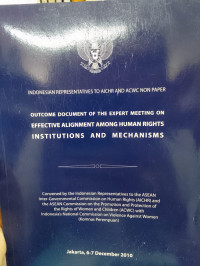 INDONESIAN REPRESENTATIVES TO AICHR AND ACWC NON PAPER
OUTCOME DOCUMENT OF THE EXPERT MEETING ON
EFFECTIVE ALIGNMENT AMONG HUMAN RIGHTS
INSTITUTIONS AND MECHANISMS
Convened by the Indonesian Representatives to the ASEAN
Inter-Governmental Commission on Human Rights (AICHR) and
the ASEAN Commission on the Promotion and Protection of
the Rights of Women and Children (ACWC) with
Indonesia's National Commission on Violence Against Women
(Komnas Perempuan)
Jakarta, 6-7 December 2010